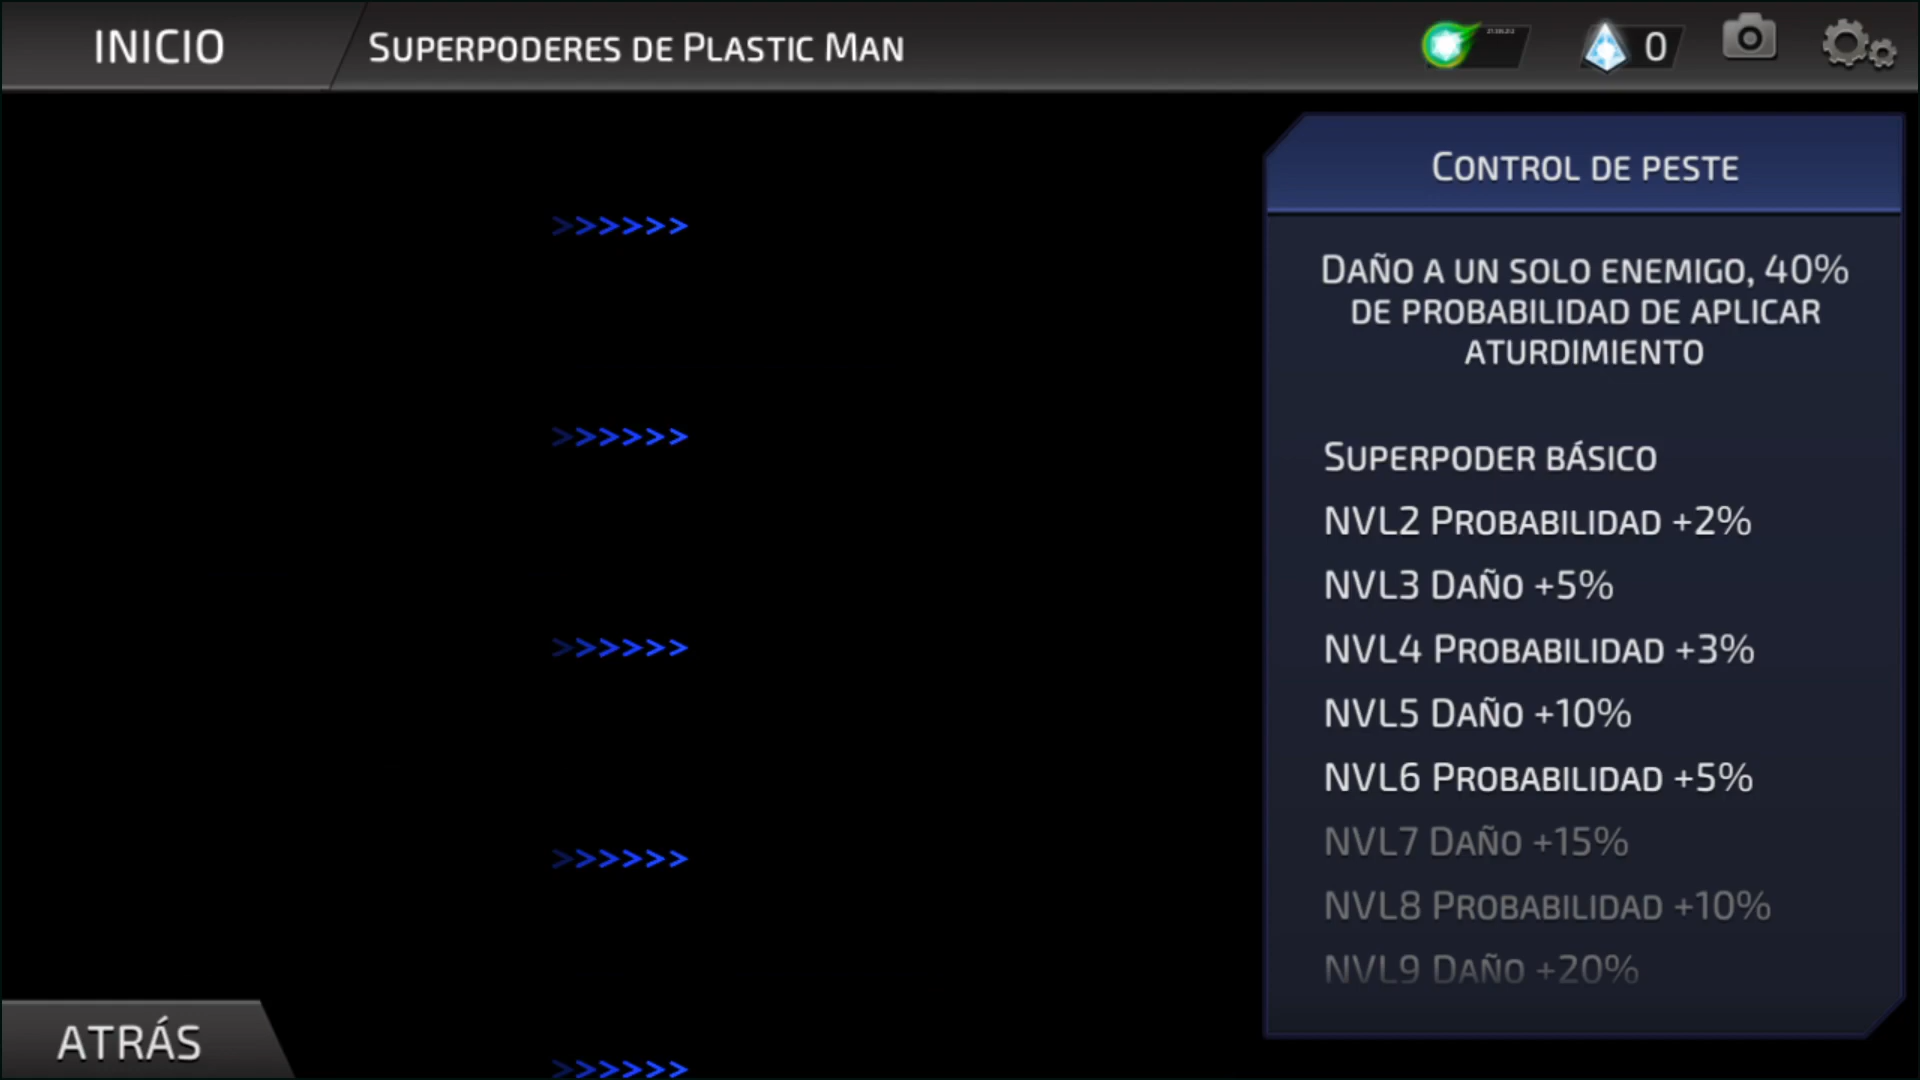 INICIO
Superpoderes de Plastic Man
0
Control de peste
Daño a un solo enemigo, 40%
de probabilidad de aplicar
aturdimiento
Superpoder básico
NVL2 Probabilidad +2%
NVL3 Daño +5%
NVL4 Probabilidad +3%
NVL5 Daño +10%
NVL6 Probabilidad +5%
NVL7 Daño +15%
NVL8 Probabilidad +10%
NVL9 Daño +20%
ATRÁS